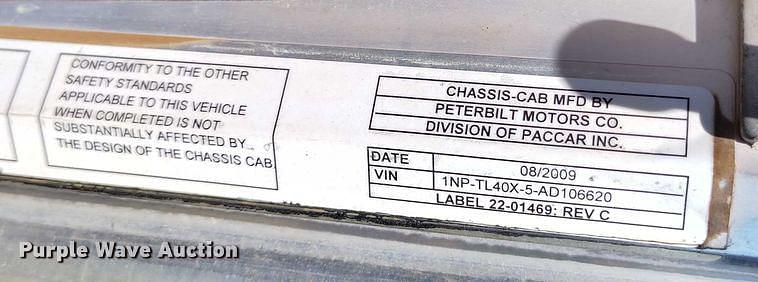 CONFORMITY TO THE OTHER
SAFETY STANDARDS
APPLICABLE TO THIS VEHICLE
WHEN COMPLETED IS NOT
SUBSTANTIALLY AFFECTED BY
THE DESIGN OF THE CHASSIS CAB
CHASSIS-CAB MFD BY
PETERBILT MOTORS CO.
DIVISION OF PACCAR INC.
DATE 08/2009
VIN 1NP-TL40X-5-AD106620
LABEL 22-01469: REV C
Purple Wave Auction